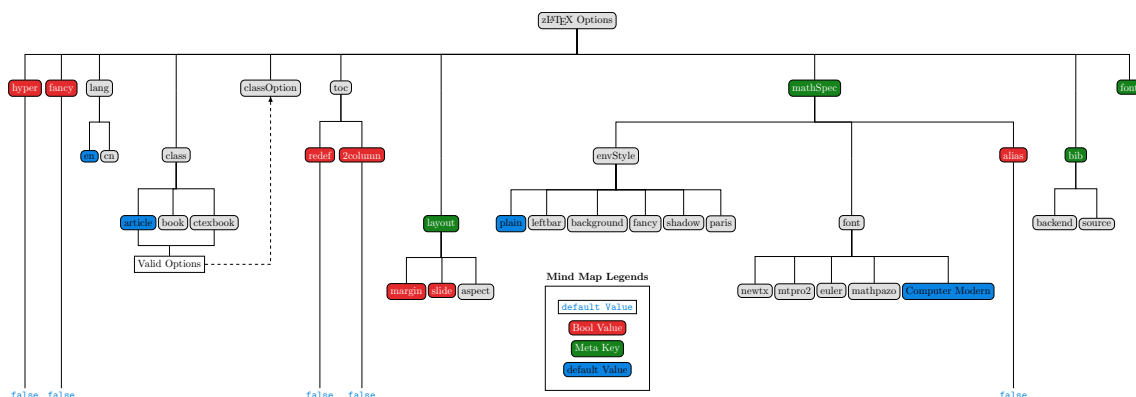 zLATEX Options
hyper fancy lang classOption toc mathSpec font
en cn class redef 2column envStyle alias bib
article book ctexbook layout plain leftbar background fancy shadow paris font backend source
Valid Options
Mind Map Legends
margin slide aspect newtx mtpro2 euler mathpazo Computer Modern
default Value
Bool Value
Meta Key
default Value
false false false false false